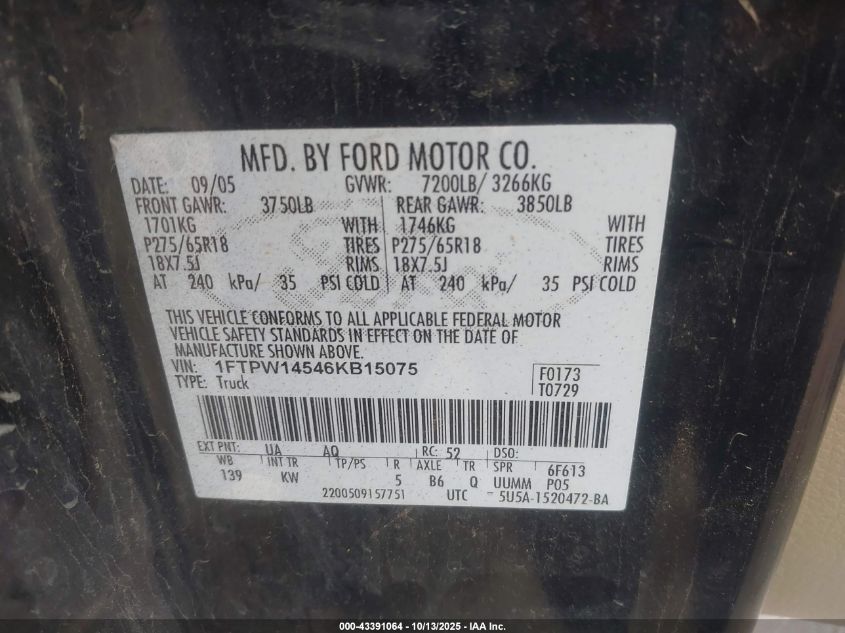 MFD. BY FORD MOTOR CO.
DATE: 09/05 GVWR: 7200LB/ 3266KG
FRONT GAWR: 3750LB REAR GAWR: 3850LB
1701KG WITH 1746KG WITH
P275/65R18 TIRES P275/65R18 TIRES
18X7.5J RIMS 18X7.5J RIMS
AT 240 kPa/ 35 PSI COLD AT 240 kPa/ 35 PSI COLD
THIS VEHICLE CONFORMS TO ALL APPLICABLE FEDERAL MOTOR
VEHICLE SAFETY STANDARDS IN EFFECT ON THE DATE OF
MANUFACTURE SHOWN ABOVE.
VIN: 1FTPW14546KB15075 F0173
TYPE: Truck T0729
EXT PNT: UA AQ RC: 52 DSO:
WB INT TR TP/PS R AXLE TR SPR 6F613
139 KW 5 B6 Q UUMM P05
2200509157751 UTC 5U5A-1520472-BA
000-43391064 - 10/13/2025 - IAA Inc.